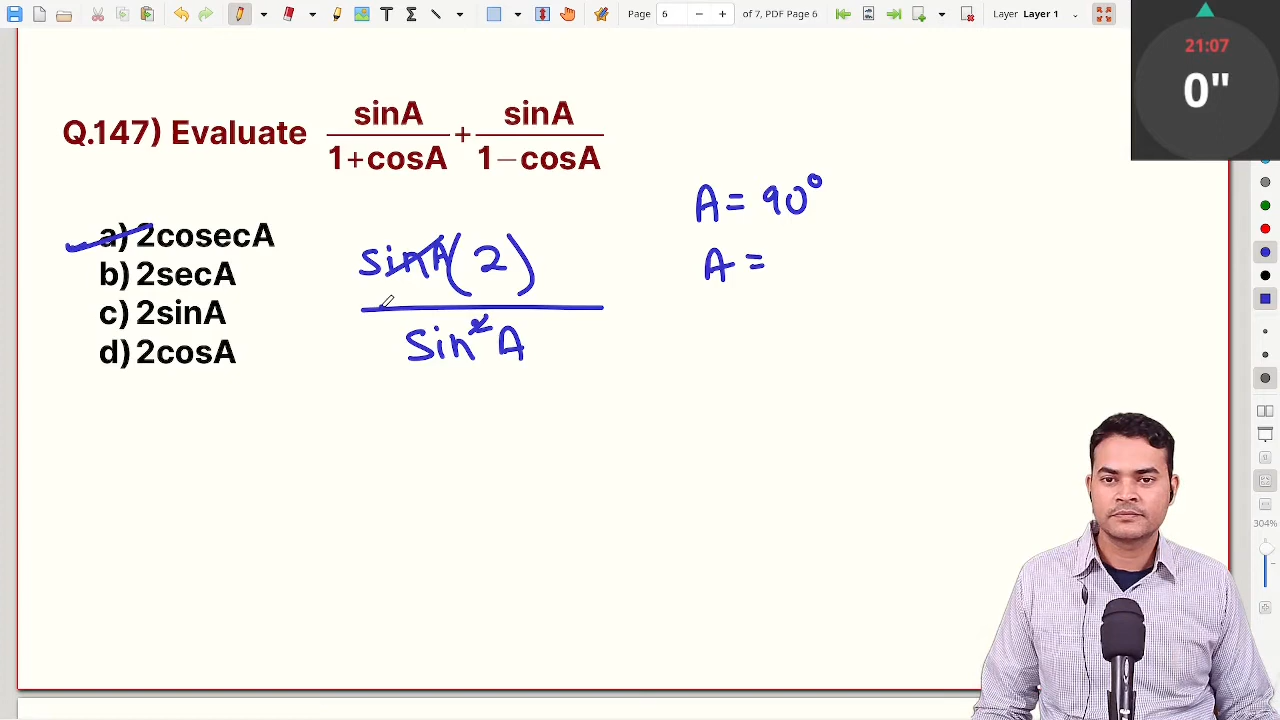 Page 6 of 7 PDF Page 6 Layer Layer 1
21:07
0"
Q.147) Evaluate sinA/1+cosA + sinA/1−cosA
a) 2cosecA
b) 2secA
c) 2sinA
d) 2cosA
sinA(2)
Sin²A
A = 90°
A =
304%